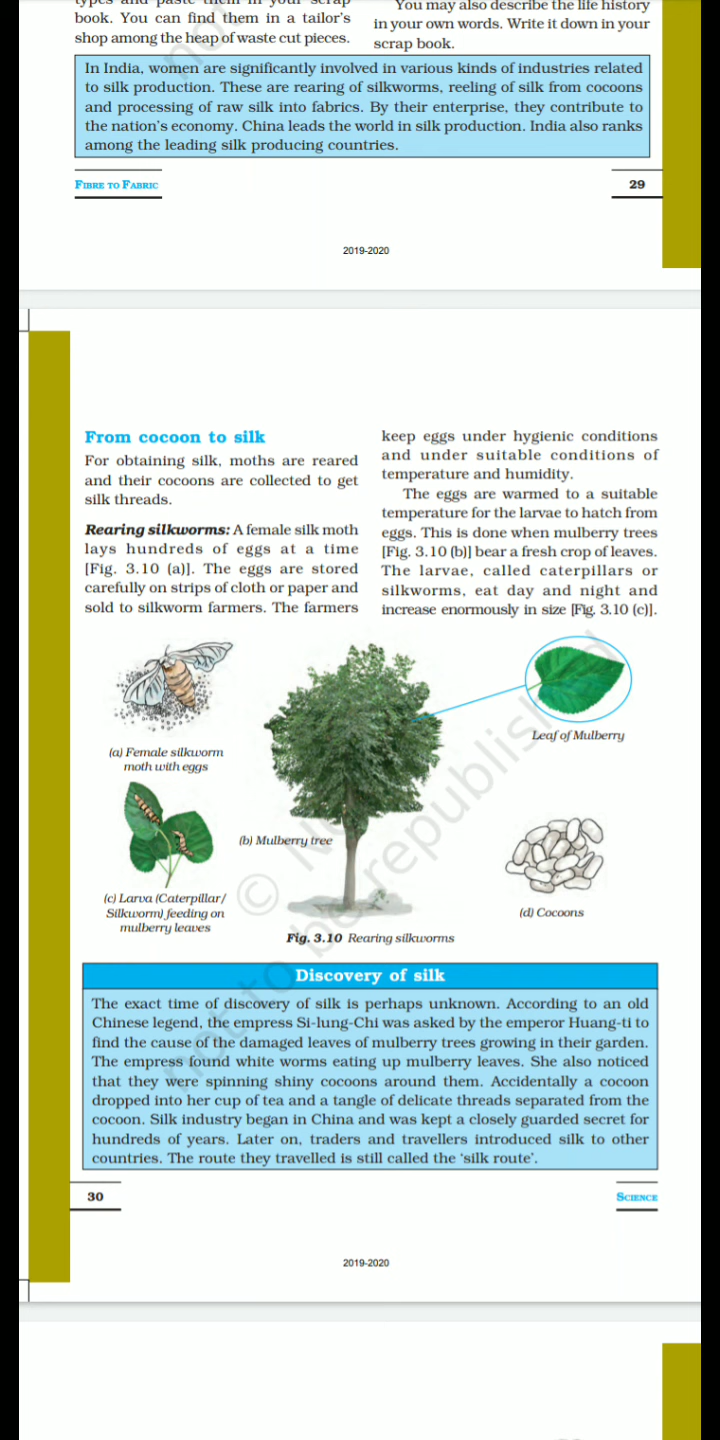 book. You can find them in a tailor's
shop among the heap of waste cut pieces.
You may also describe the life history
in your own words. Write it down in your
scrap book.
In India, women are significantly involved in various kinds of industries related
to silk production. These are rearing of silkworms, reeling of silk from cocoons
and processing of raw silk into fabrics. By their enterprise, they contribute to
the nation's economy. China leads the world in silk production. India also ranks
among the leading silk producing countries.
FIBRE TO FABRIC
29
2019-2020
From cocoon to silk
For obtaining silk, moths are reared
and their cocoons are collected to get
silk threads.
Rearing silkworms: A female silk moth
lays hundreds of eggs at a time
[Fig. 3.10 (a)]. The eggs are stored
carefully on strips of cloth or paper and
sold to silkworm farmers. The farmers
keep eggs under hygienic conditions
and under suitable conditions of
temperature and humidity.
The eggs are warmed to a suitable
temperature for the larvae to hatch from
eggs. This is done when mulberry trees
[Fig. 3.10 (b)] bear a fresh crop of leaves.
The larvae, called caterpillars or
silkworms, eat day and night and
increase enormously in size [Fig. 3.10 (c)].
(a) Female silkworm
moth with eggs
Leaf of Mulberry
(b) Mulberry tree
(c) Larva (Caterpillar/
Silkworm) feeding on
mulberry leaves
(d) Cocoons
Fig. 3.10 Rearing silkworms
Discovery of silk
The exact time of discovery of silk is perhaps unknown. According to an old
Chinese legend, the empress Si-lung-Chi was asked by the emperor Huang-ti to
find the cause of the damaged leaves of mulberry trees growing in their garden.
The empress found white worms eating up mulberry leaves. She also noticed
that they were spinning shiny cocoons around them. Accidentally a cocoon
dropped into her cup of tea and a tangle of delicate threads separated from the
cocoon. Silk industry began in China and was kept a closely guarded secret for
hundreds of years. Later on, traders and travellers introduced silk to other
countries. The route they travelled is still called the 'silk route'.
30
SCIENCE
2019-2020